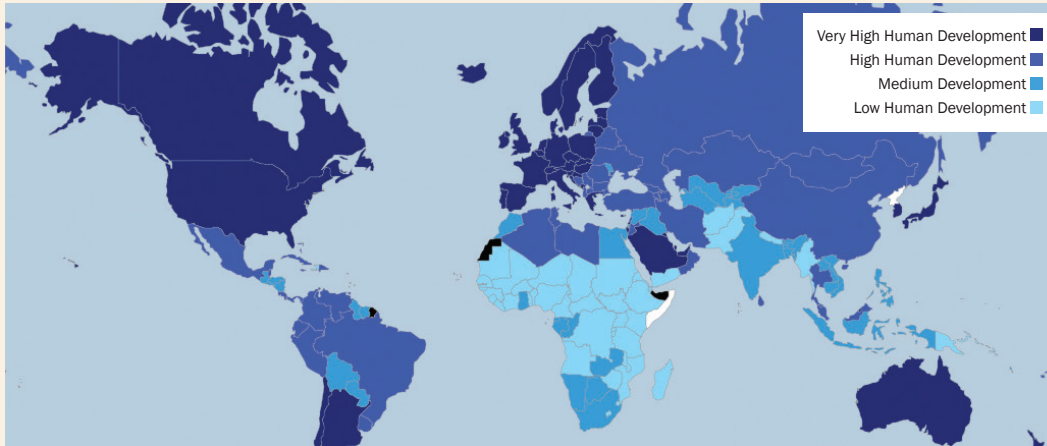 Very High Human Development
High Human Development
Medium Development
Low Human Development